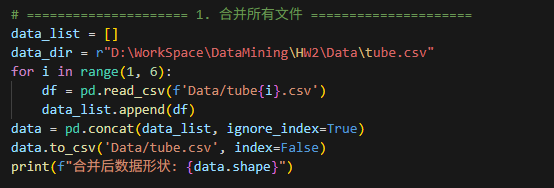 # ==================== 1. 合并所有文件 ====================
data_list = []
data_dir = r"D:\WorkSpace\DataMining\HW2\Data\tube.csv"
for i in range(1, 6):
    df = pd.read_csv(f'Data/tube{i}.csv')
    data_list.append(df)
data = pd.concat(data_list, ignore_index=True)
data.to_csv('Data/tube.csv', index=False)
print(f"合并后数据形状: {data.shape}")